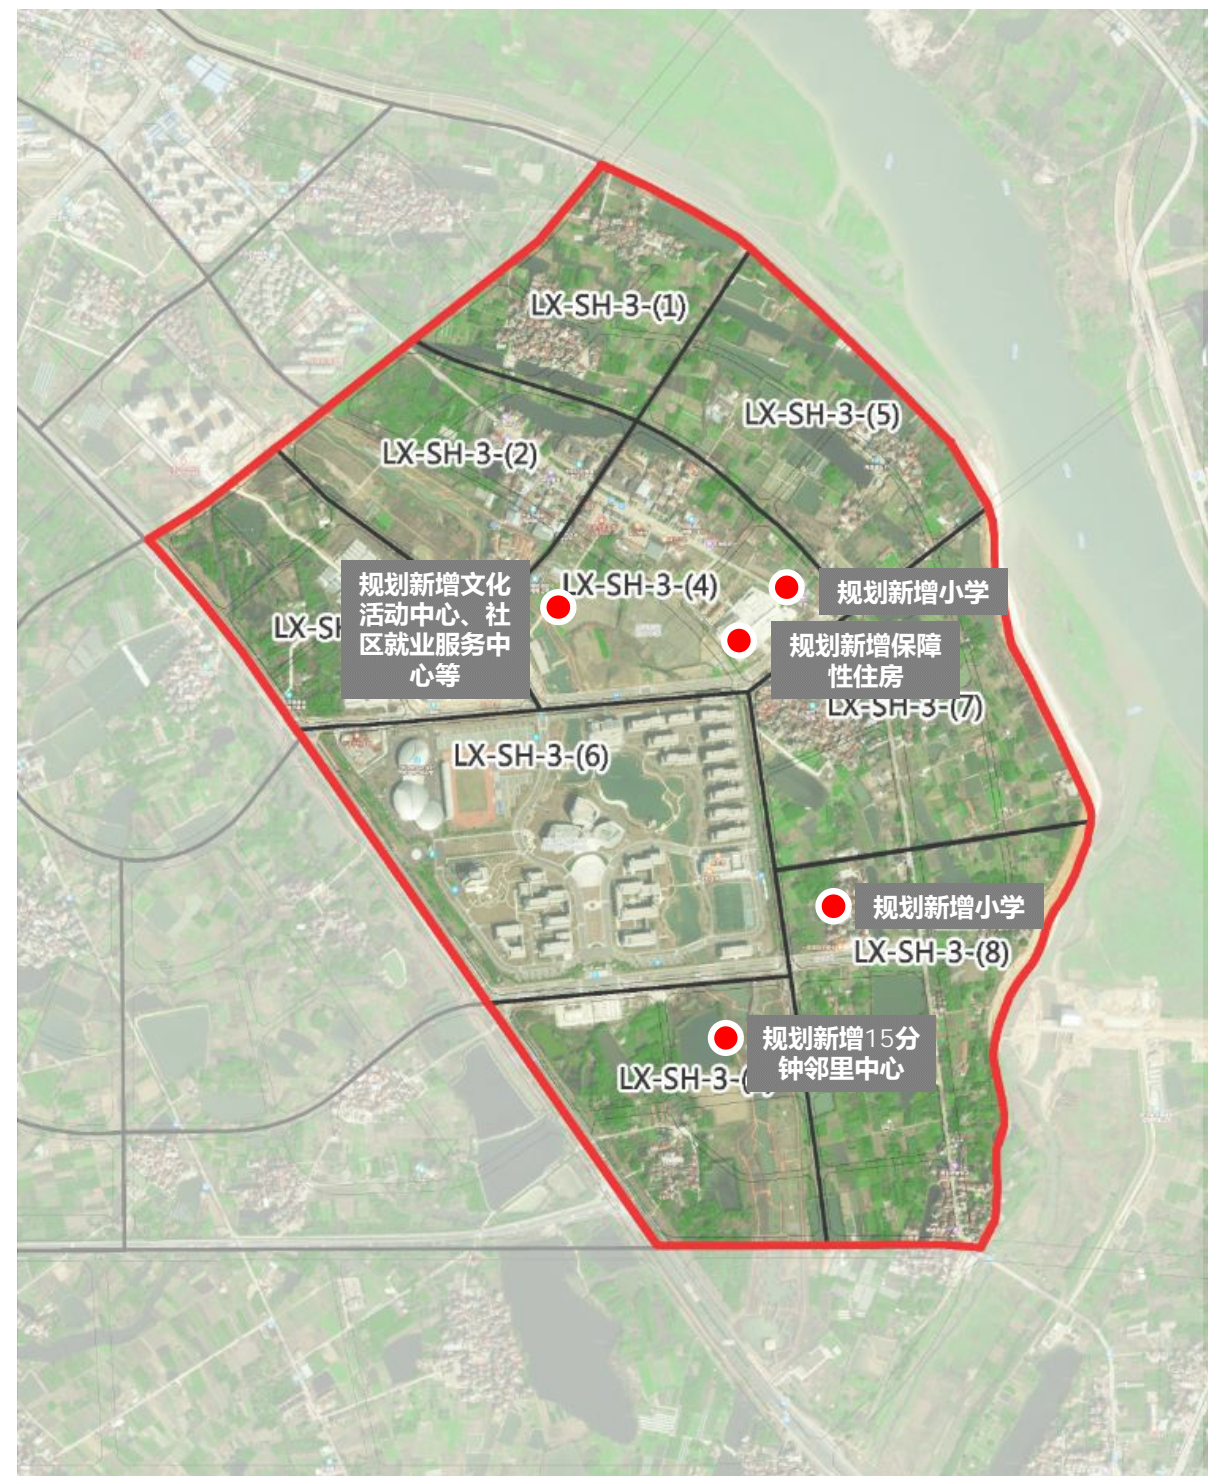 LX-SH-3-(1)
LX-SH-3-(5)
LX-SH-3-(2)
规划新增文化
活动中心、社
区就业服务中
心等
LX-SH-3-(4)
规划新增小学
规划新增保障
性住房
LX-SH-3-(7)
LX-SH-3-(6)
规划新增小学
LX-SH-3-(8)
规划新增15分
钟邻里中心
LX-SH-3-(